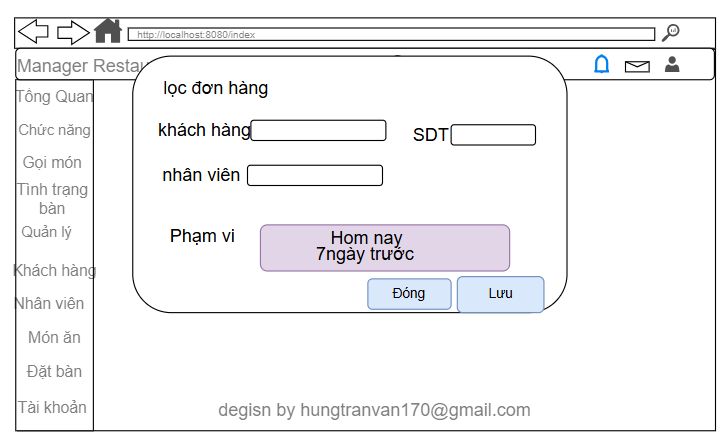 http://localhost:8080/index
Manager Restau
lọc đơn hàng
khách hàng
SDT
nhân viên
Phạm vi
Hom nay
7ngày trước
Đóng
Lưu
Tông Quan
Chức năng
Gọi món
Tình trạng
bàn
Quản lý
Khách hàng
Nhân viên
Món ăn
Đặt bàn
Tài khoản
degisn by hungtranvan170@gmail.com